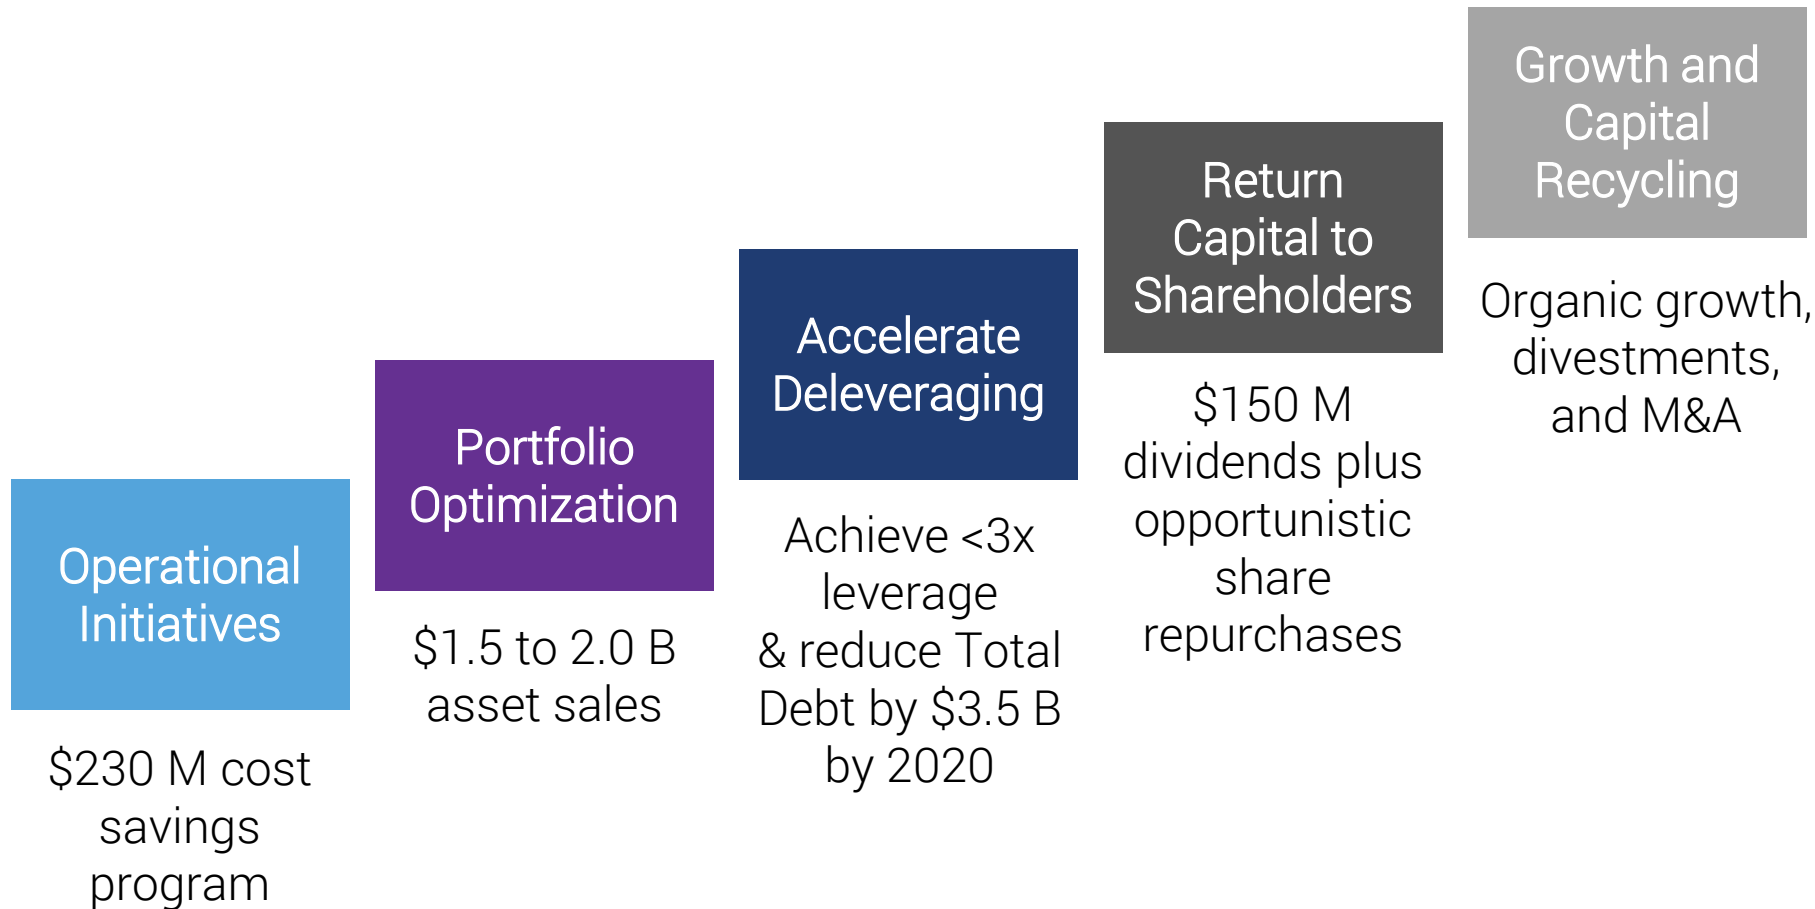 Operational
Initiatives
$230 M cost
savings
program
Portfolio
Optimization
$1.5 to 2.0 B
asset sales
Accelerate
Deleveraging
Achieve <3x
leverage
& reduce Total
Debt by $3.5 B
by 2020
Return
Capital to
Shareholders
$150 M
dividends plus
opportunistic
share
repurchases
Growth and
Capital
Recycling
Organic growth,
divestments,
and M&A